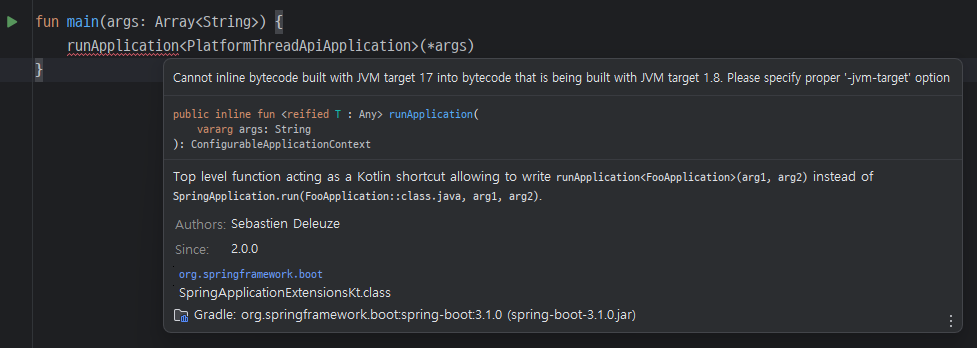 fun main(args: Array<String>) {
runApplication<PlatformThreadApiApplication>(*args)
}
Cannot inline bytecode built with JVM target 17 into bytecode that is being built with JVM target 1.8. Please specify proper '-jvm-target' option
public inline fun <reified T : Any> runApplication(
vararg args: String
): ConfigurableApplicationContext
Top level function acting as a Kotlin shortcut allowing to write runApplication<FooApplication>(arg1, arg2) instead of
SpringApplication.run(FooApplication::class.java, arg1, arg2).
Authors: Sebastien Deleuze
Since: 2.0.0
org.springframework.boot
SpringApplicationExtensionsKt.class
Gradle: org.springframework.boot:spring-boot:3.1.0 (spring-boot-3.1.0.jar)